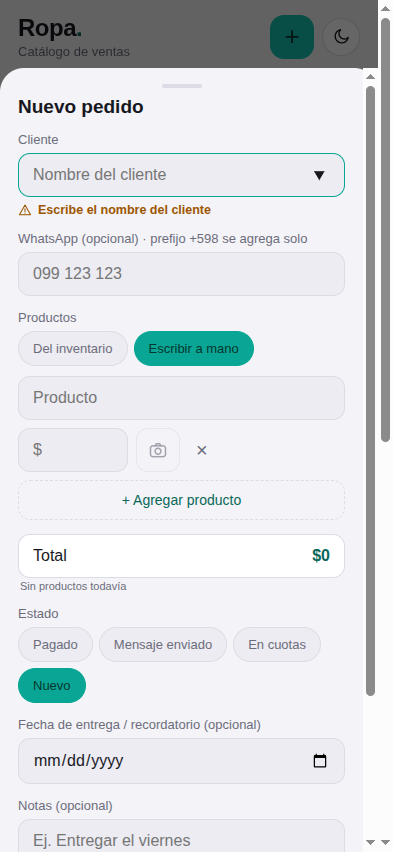 Ropa.
Catálogo de ventas
Nuevo pedido
Cliente
Nombre del cliente
Escribe el nombre del cliente
WhatsApp (opcional) · prefijo +598 se agrega solo
099 123 123
Productos
Del inventario
Escribir a mano
Producto
$
+ Agregar producto
Total $0
Sin productos todavía
Estado
Pagado
Mensaje enviado
En cuotas
Nuevo
Fecha de entrega / recordatorio (opcional)
mm/dd/yyyy
Notas (opcional)
Ej. Entregar el viernes